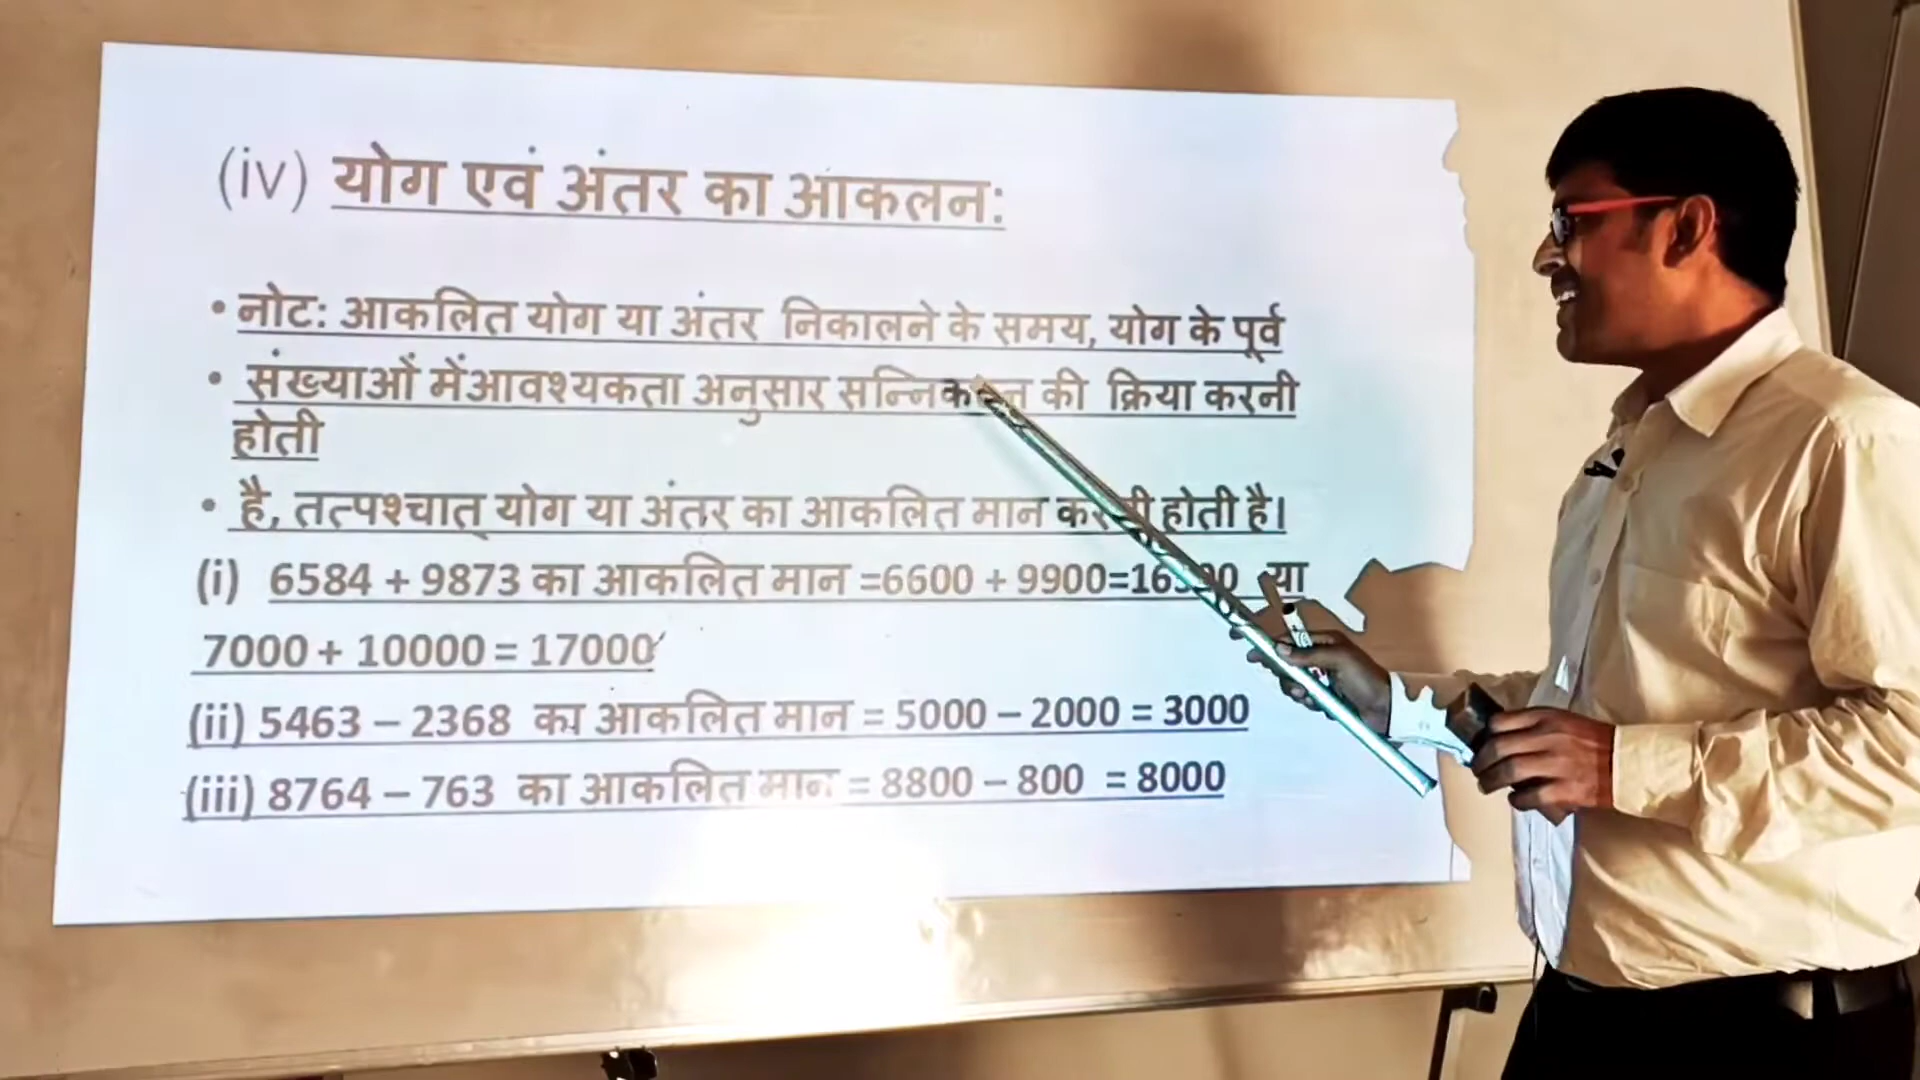 (iv) योग एवं अंतर का आकलन:
• नोट: आकलित योग या अंतर निकालने के समय, योग के पूर्व
• संख्याओं मेंआवश्यकता अनुसार की क्रिया करनी
होती
• है, तत्पश्चात् योग या अंतर का आकलित मान करनी होती है।
(i) 6584 + 9873 का आकलित मान =6600 + 9900= या
7000 + 10000 = 17000
(ii) 5463 – 2368 का आकलित मान = 5000 – 2000 = 3000
(iii) 8764 – 763 का आकलित मान = 8800 – 800 = 8000